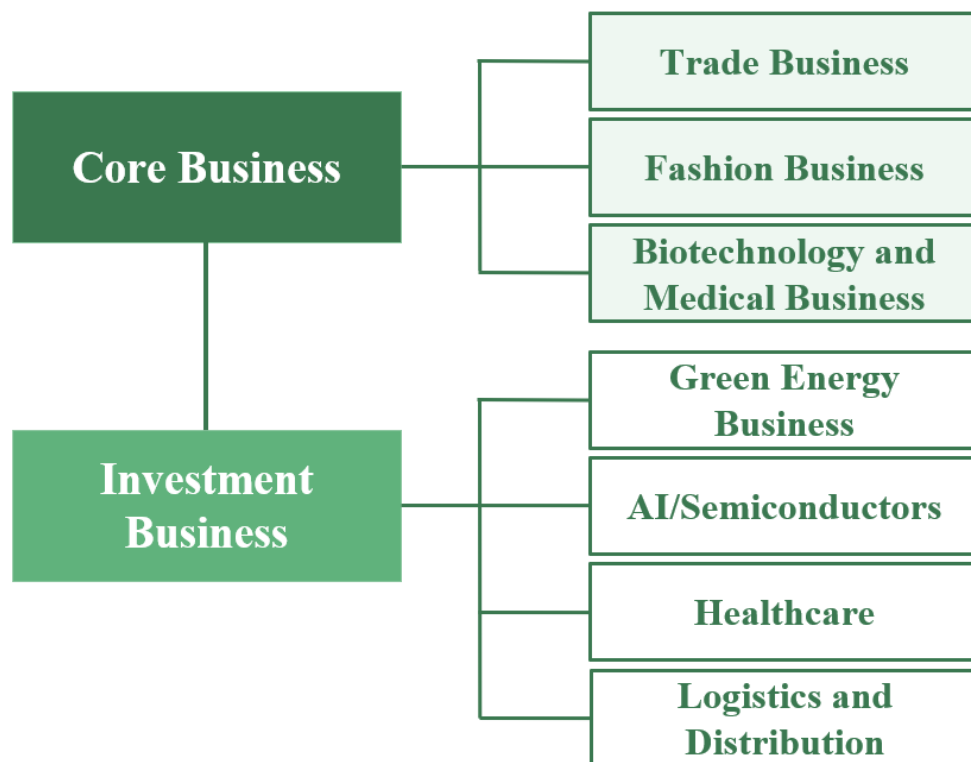 Core Business
Trade Business
Fashion Business
Biotechnology and
Medical Business
Investment
Business
Green Energy
Business
AI/Semiconductors
Healthcare
Logistics and
Distribution